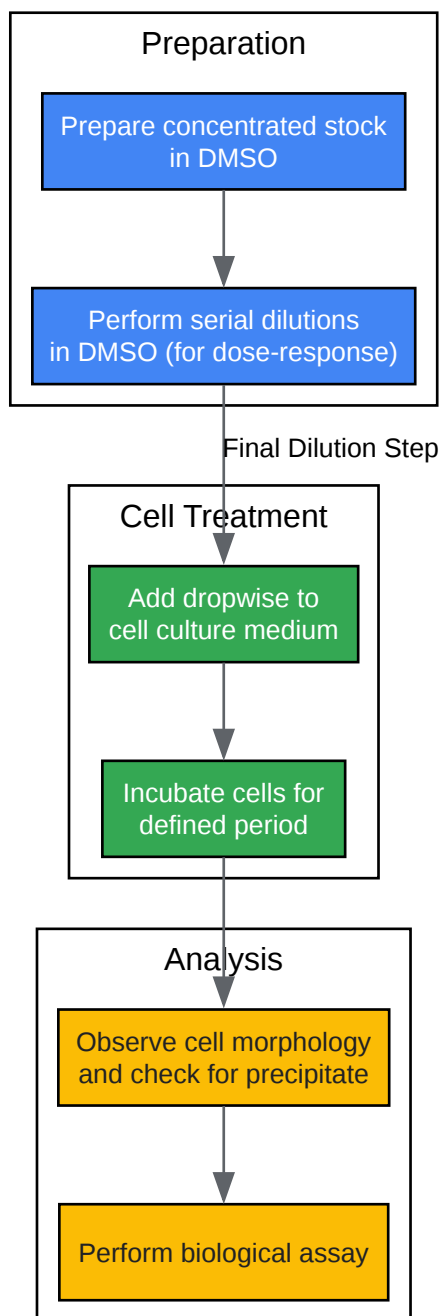 Preparation
Prepare concentrated stock
in DMSO
Perform serial dilutions
in DMSO (for dose-response)
Final Dilution Step
Cell Treatment
Add dropwise to
cell culture medium
Incubate cells for
defined period
Analysis
Observe cell morphology
and check for precipitate
Perform biological assay